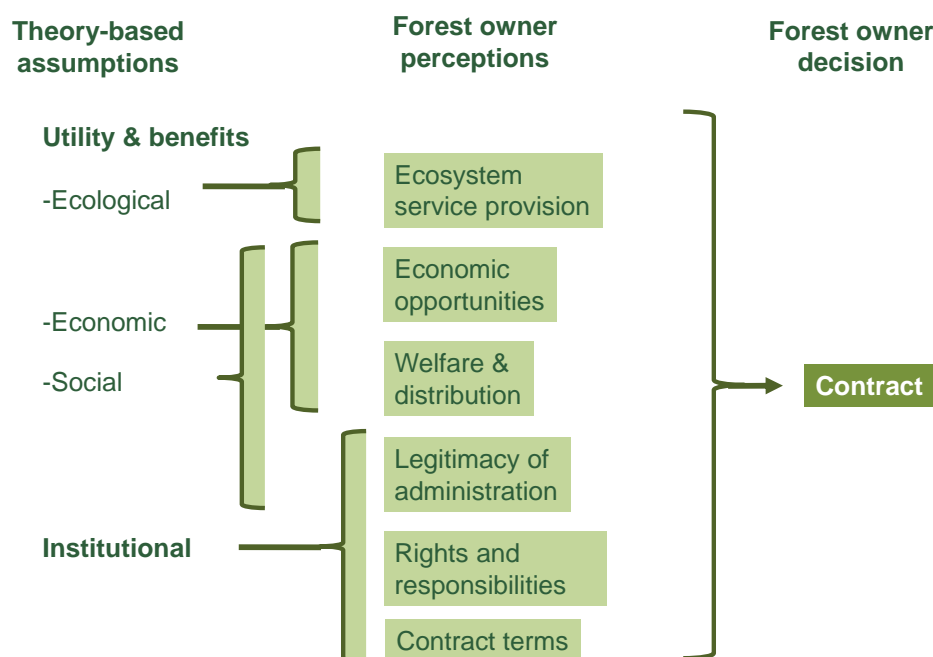 Theory-based
assumptions
Forest owner
perceptions
Forest owner
decision
Utility & benefits
-Ecological
Ecosystem
service provision
Economic
opportunities
-Economic
Welfare &
distribution
-Social
Contract
Legitimacy of
administration
Institutional
Rights and
responsibilities
Contract terms